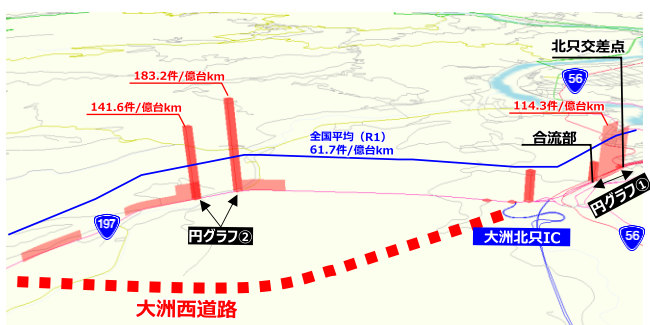 北只交差点
56
183.2件/億台km
141.6件/億台km
114.3件/億台km
全国平均（R1）
61.7件/億台km
合流部
円グラフ①
197
円グラフ②
大洲北只IC
56
大洲西道路